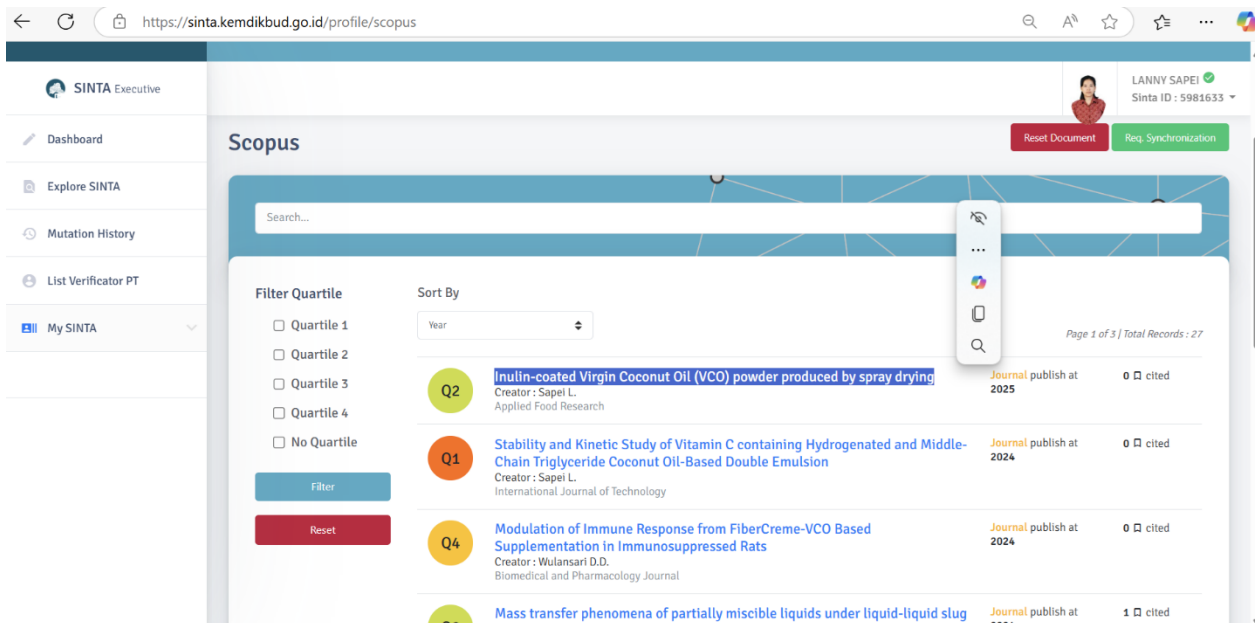 https://sinta.kemdikbud.go.id/profile/scopus
SINTA Executive
LANNY SAPEI
Sinta ID : 5981633
Dashboard
Explore SINTA
Mutation History
List Verificator PT
My SINTA
Scopus
Reset Document
Req. Synchronization
Search...
Filter Quartile
Quartile 1
Quartile 2
Quartile 3
Quartile 4
No Quartile
Filter
Reset
Sort By
Year
Page 1 of 3 | Total Records : 27
Q2
Inulin-coated Virgin Coconut Oil (VCO) powder produced by spray drying
Creator : Sapei L.
Applied Food Research
Journal publish at
2025
0 cited
Q1
Stability and Kinetic Study of Vitamin C containing Hydrogenated and Middle-
Chain Triglyceride Coconut Oil-Based Double Emulsion
Creator : Sapei L.
International Journal of Technology
Journal publish at
2024
0 cited
Q4
Modulation of Immune Response from FiberCreme-VCO Based
Supplementation in Immunosuppressed Rats
Creator : Wulansari D.D.
Biomedical and Pharmacology Journal
Journal publish at
2024
0 cited
Mass transfer phenomena of partially miscible liquids under liquid-liquid slug
Journal publish at
1 cited